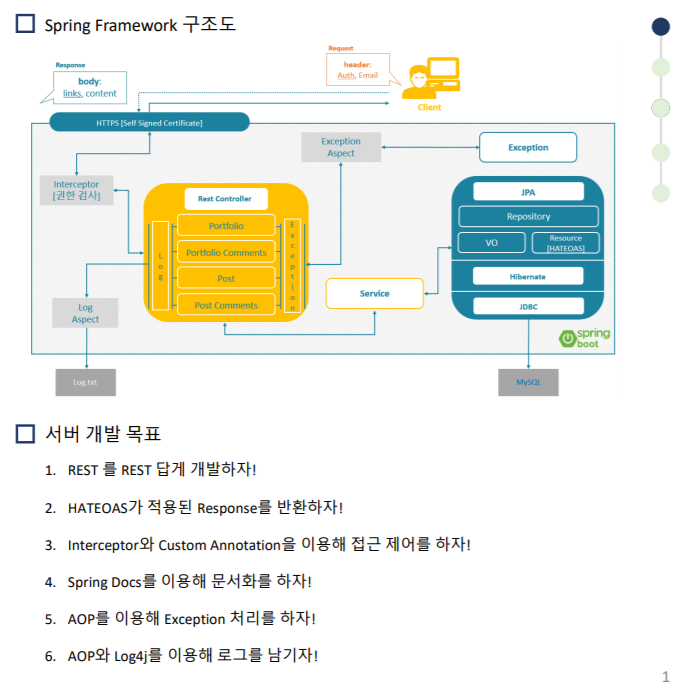 Spring Framework 구조도
Request
header:
Auth, Email
Response
body:
links, content
Client
HTTPS [Self Signed Certificate]
Exception
Aspect
Exception
Interceptor
[권한 검사]
Rest Controller
Log
Portfolio
Portfolio Comments
Post
Post Comments
Exception
JPA
Repository
VO
Resource
[HATEOAS]
Hibernate
JDBC
Service
Log
Aspect
spring
boot
Log.txt
MySQL
서버 개발 목표
1. REST 를 REST 답게 개발하자!
2. HATEOAS가 적용된 Response를 반환하자!
3. Interceptor와 Custom Annotation을 이용해 접근 제어를 하자!
4. Spring Docs를 이용해 문서화를 하자!
5. AOP를 이용해 Exception 처리를 하자!
6. AOP와 Log4j를 이용해 로그를 남기자!
1